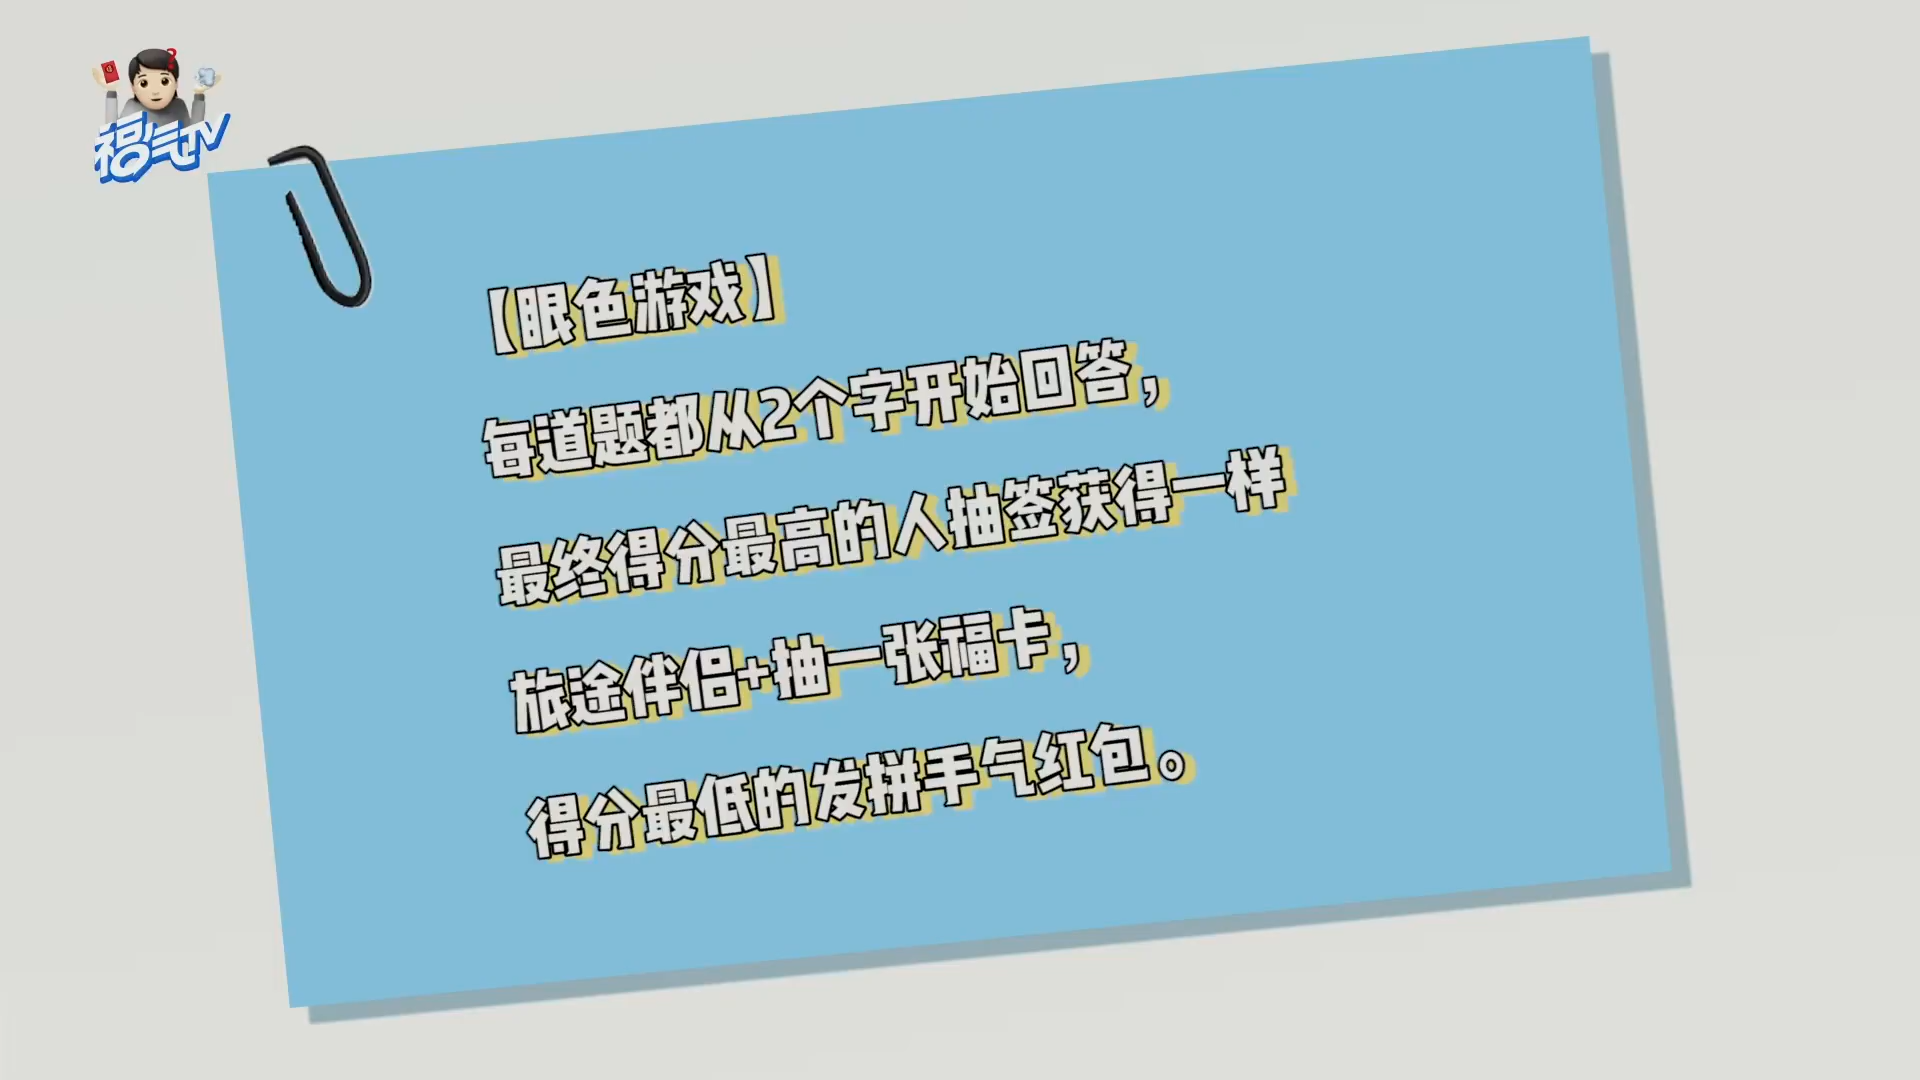 福气TV
【眼色游戏】
每道题都从2个字开始回答，
最终得分最高的人抽签获得一样
旅途伴侣+抽一张福卡，
得分最低的发拼手气红包。